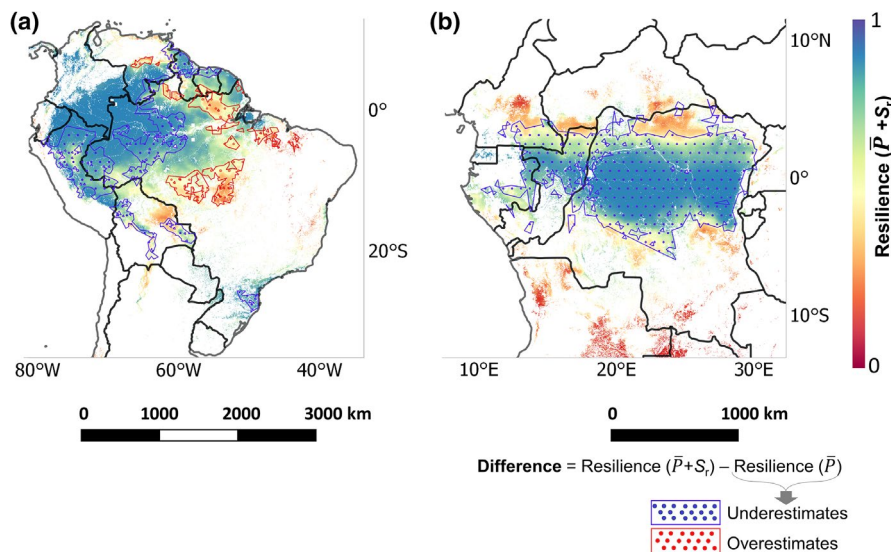 (a)
(b)
0°
20°S
80°W 60°W 40°W
10°N
0°
10°S
10°E 20°E 30°E
1
Resilience (P̅+Sᵣ)
0
0 1000 2000 3000 km
0 1000 km
Difference = Resilience (P̅+Sᵣ) – Resilience (P̅)
Underestimates
Overestimates